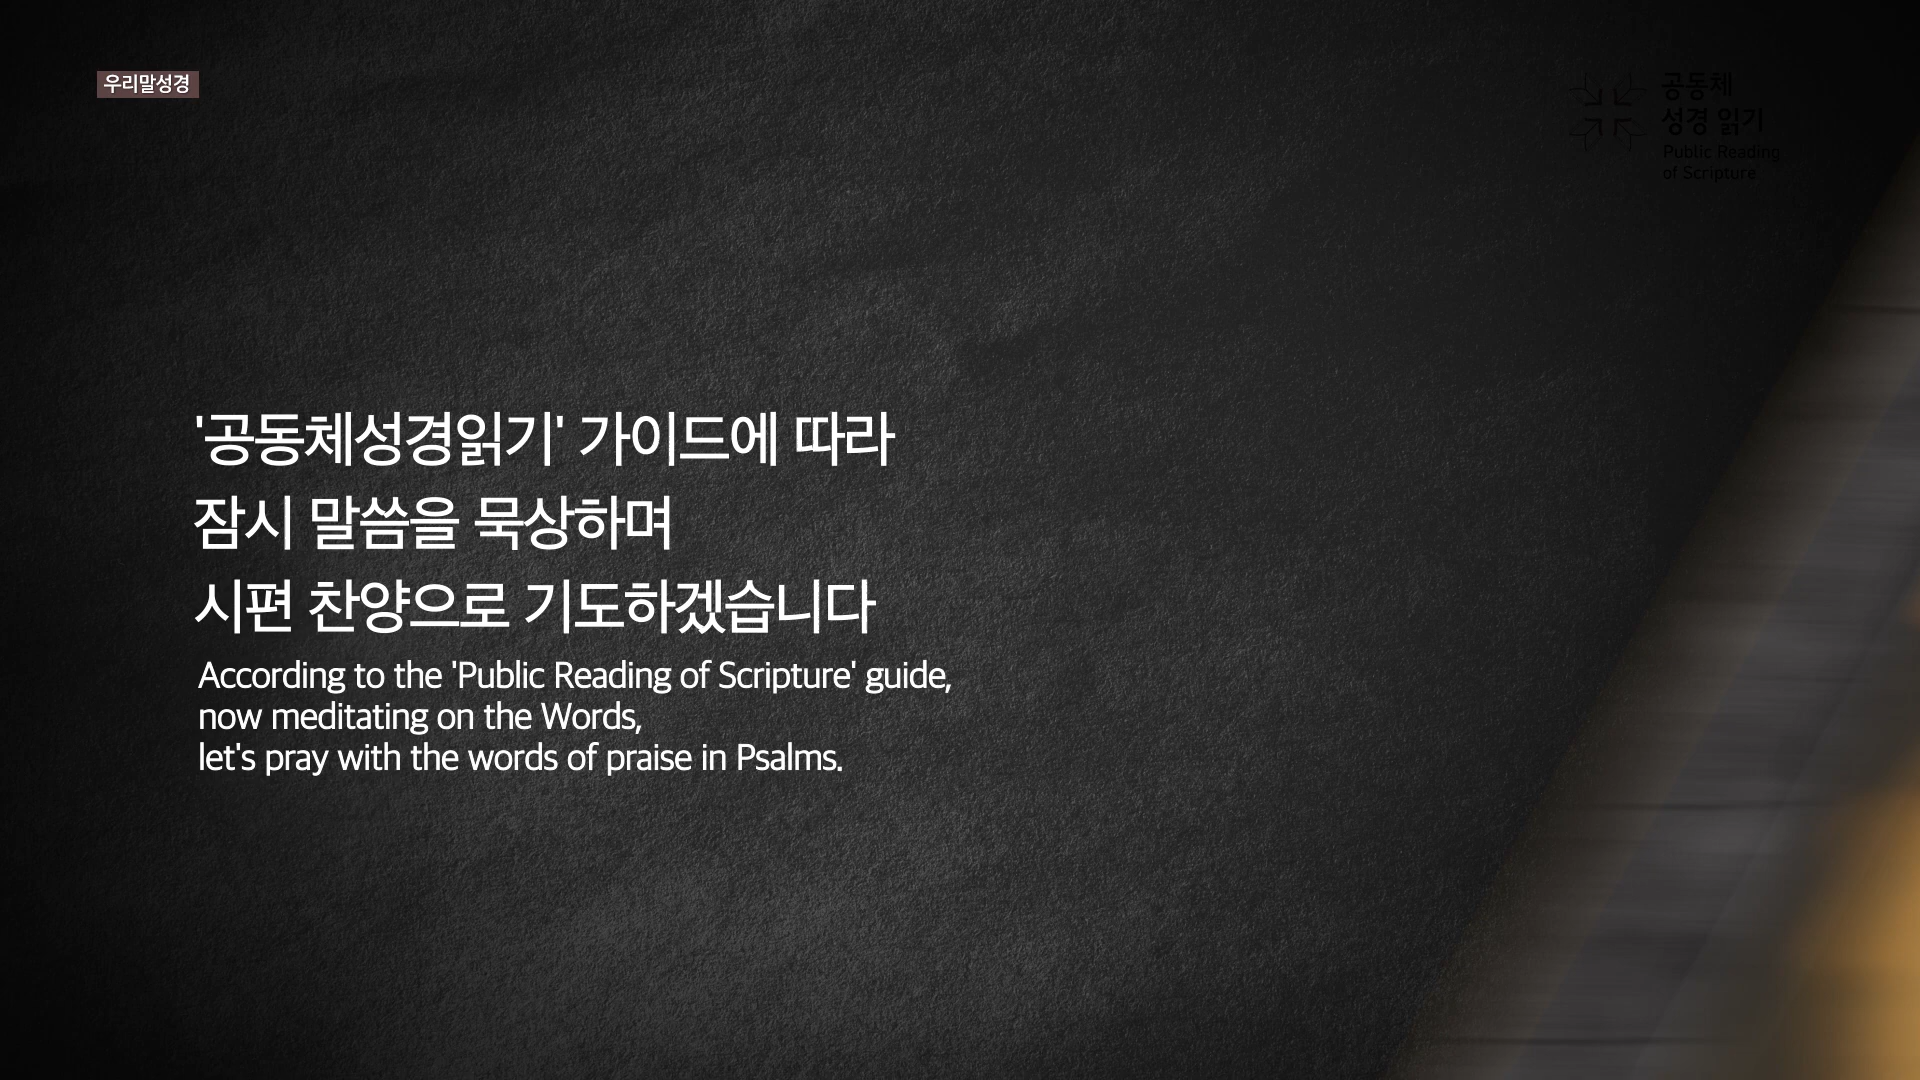 우리말성경
공동체
성경 읽기
Public Reading
of Scripture
'공동체성경읽기' 가이드에 따라
잠시 말씀을 묵상하며
시편 찬양으로 기도하겠습니다
According to the 'Public Reading of Scripture' guide,
now meditating on the Words,
let's pray with the words of praise in Psalms.